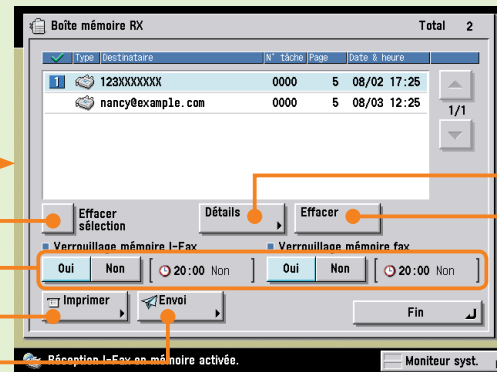 Boîte mémoire RX Total 2
Type Destinataire N° tâche Page Date & heure
1 123XXXXXXX 0000 5 08/02 17:25
nancy@example.com 0000 5 08/03 12:25
1/1
Effacer sélection Détails Effacer
Verrouillage mémoire I-Fax Verrouillage mémoire fax
Oui Non [ 20:00 Non ] Oui Non [ 20:00 Non ]
Imprimer Envoi
Fin
Réception I-Fax en mémoire activée. Moniteur syst.